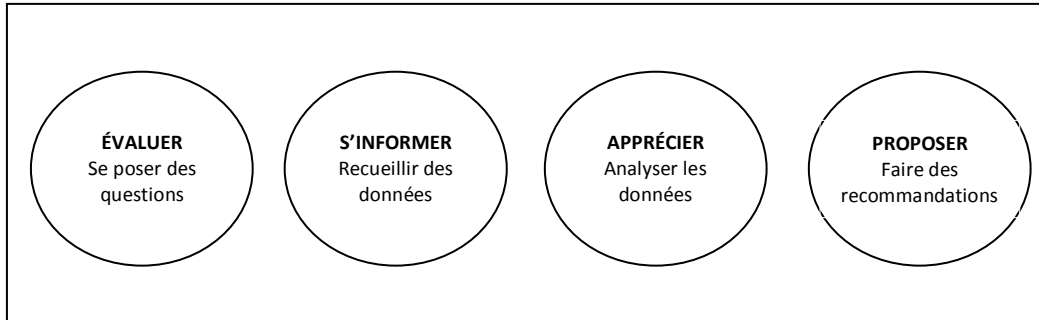 ÉVALUER
Se poser des
questions
S’INFORMER
Recueillir des
données
APPRÉCIER
Analyser les
données
PROPOSER
Faire des
recommandations